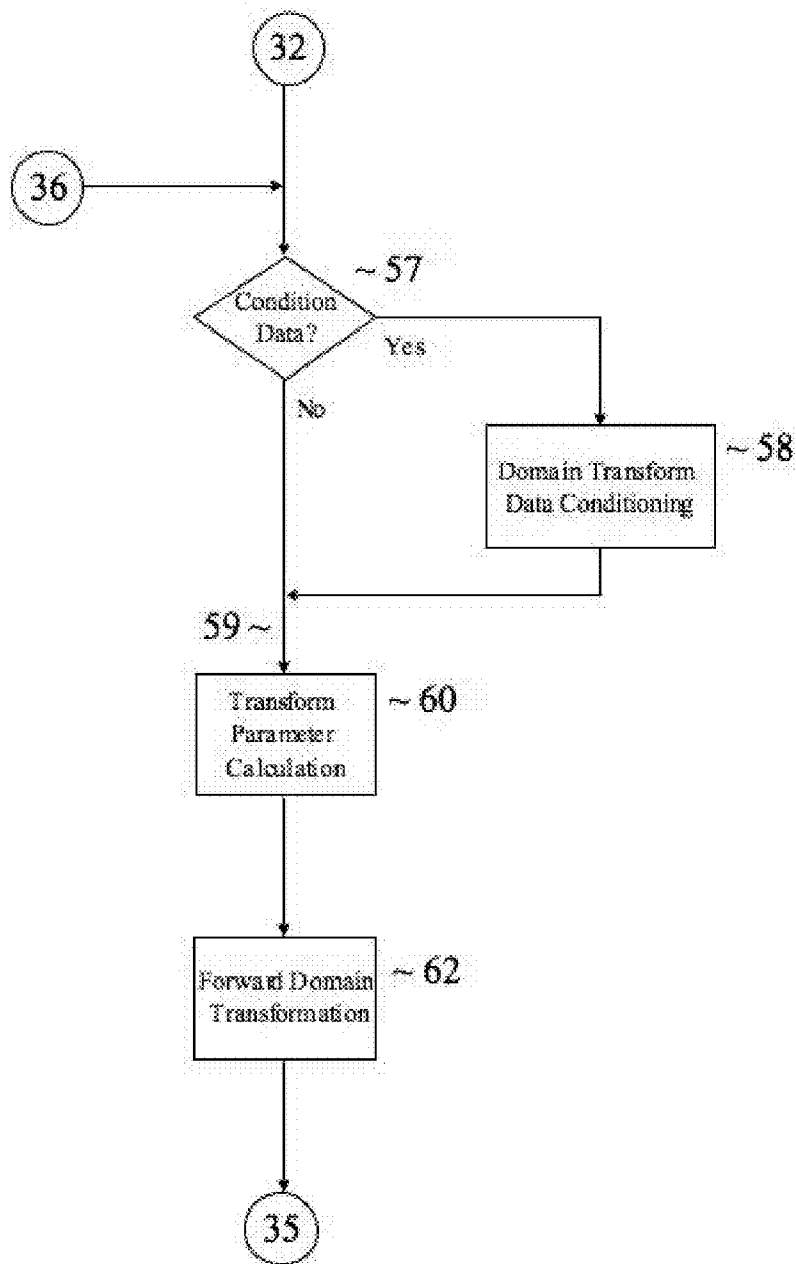 32
36
~ 57
Condition
Data?
Yes
No
~ 58
Domain Transform
Data Conditioning
59 ~
Transform
Parameter
Calculation
~ 60
Forward Domain
Transformation
~ 62
35